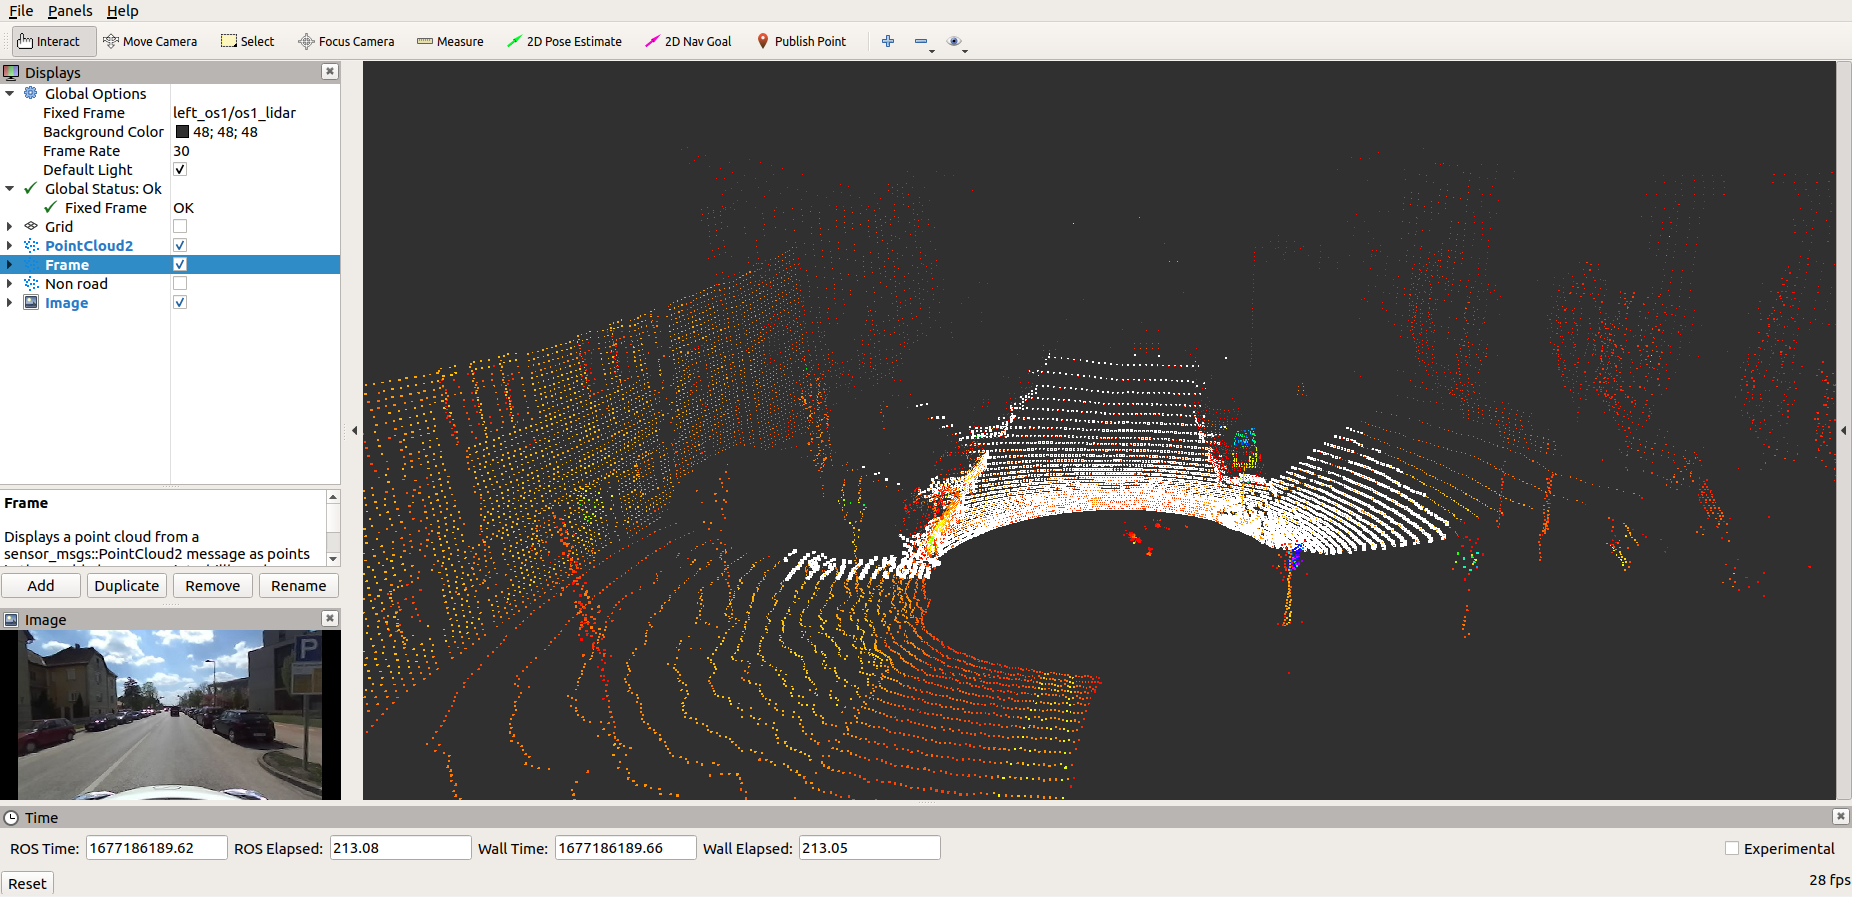 File Panels Help
Interact Move Camera Select Focus Camera Measure 2D Pose Estimate 2D Nav Goal Publish Point
Displays
Global Options
Fixed Frame left_os1/os1_lidar
Background Color 48; 48; 48
Frame Rate 30
Default Light
Global Status: Ok
Fixed Frame OK
Grid
PointCloud2
Frame
Non road
Image
Frame
Displays a point cloud from a
sensor_msgs::PointCloud2 message as points
Add Duplicate Remove Rename
Image
P
Time
ROS Time: 1677186189.62 ROS Elapsed: 213.08 Wall Time: 1677186189.66 Wall Elapsed: 213.05 Experimental
Reset 28 fps